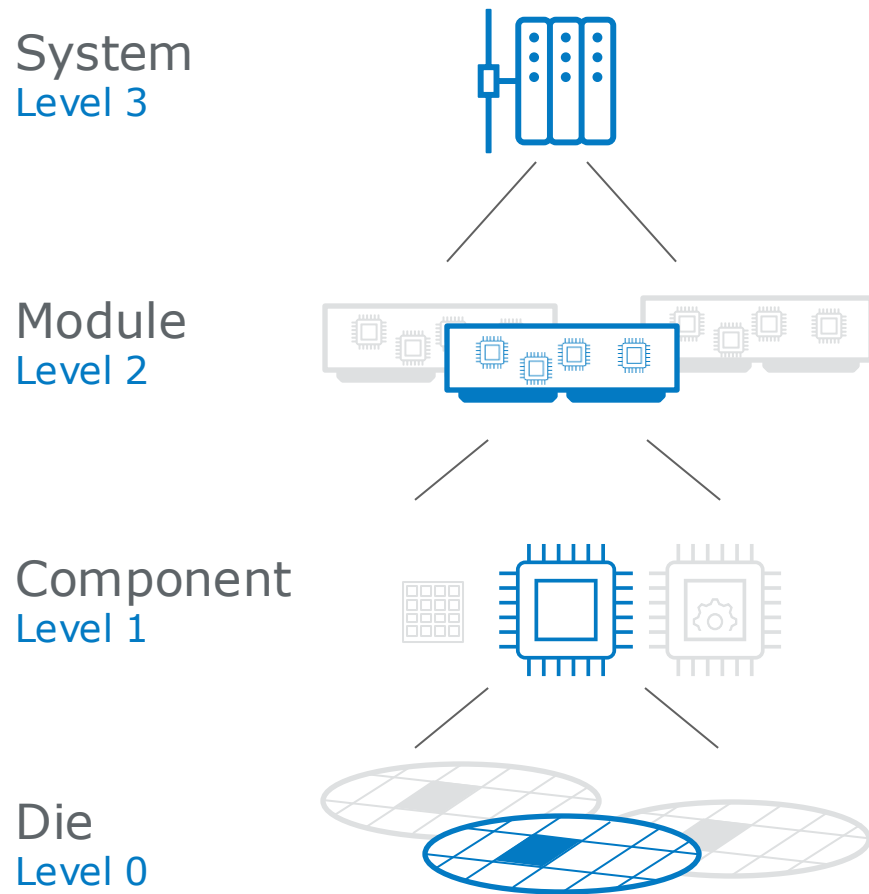 System
Level 3
Module
Level 2
Component
Level 1
Die
Level 0